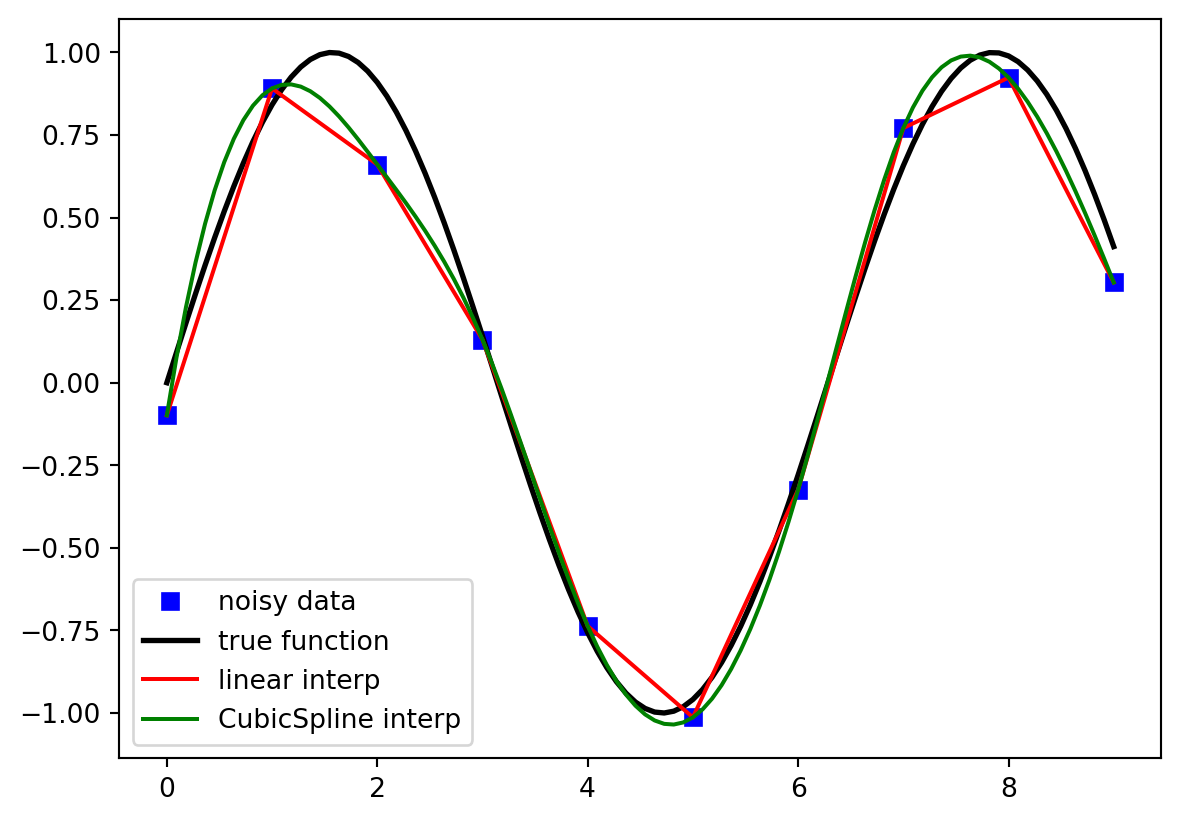 1.00
0.75
0.50
0.25
0.00
−0.25
−0.50
−0.75
−1.00
noisy data
true function
linear interp
CubicSpline interp
0 2 4 6 8